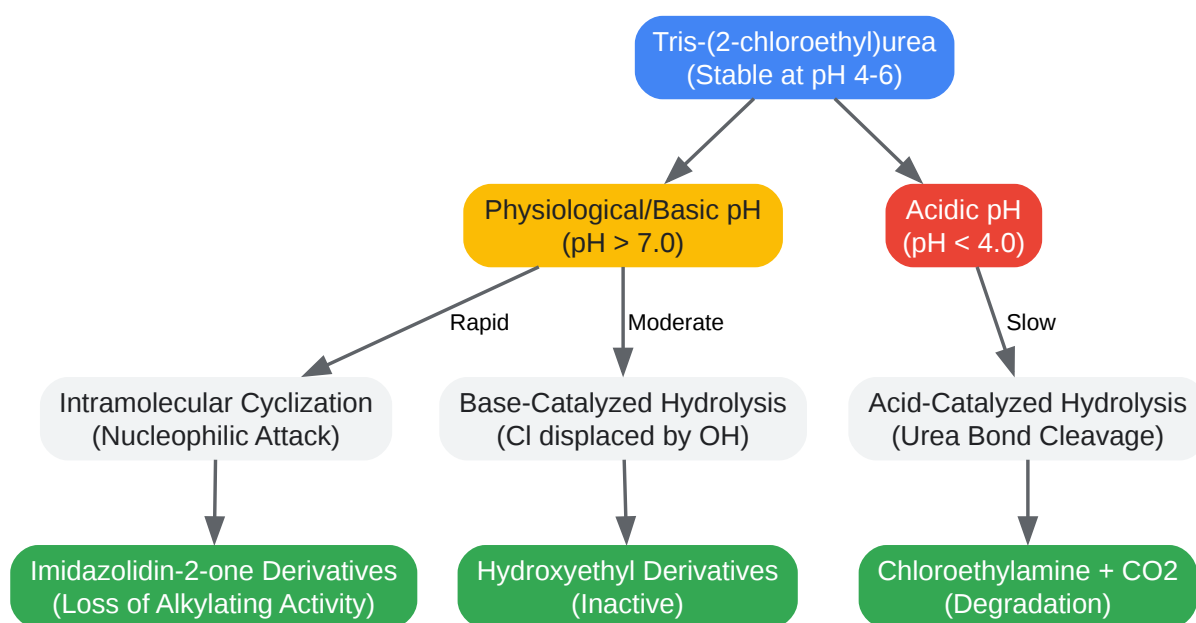 Tris-(2-chloroethyl)urea
(Stable at pH 4-6)
Physiological/Basic pH
(pH > 7.0)
Acidic pH
(pH < 4.0)
Rapid
Moderate
Slow
Intramolecular Cyclization
(Nucleophilic Attack)
Base-Catalyzed Hydrolysis
(Cl displaced by OH)
Acid-Catalyzed Hydrolysis
(Urea Bond Cleavage)
Imidazolidin-2-one Derivatives
(Loss of Alkylating Activity)
Hydroxyethyl Derivatives
(Inactive)
Chloroethylamine + CO2
(Degradation)